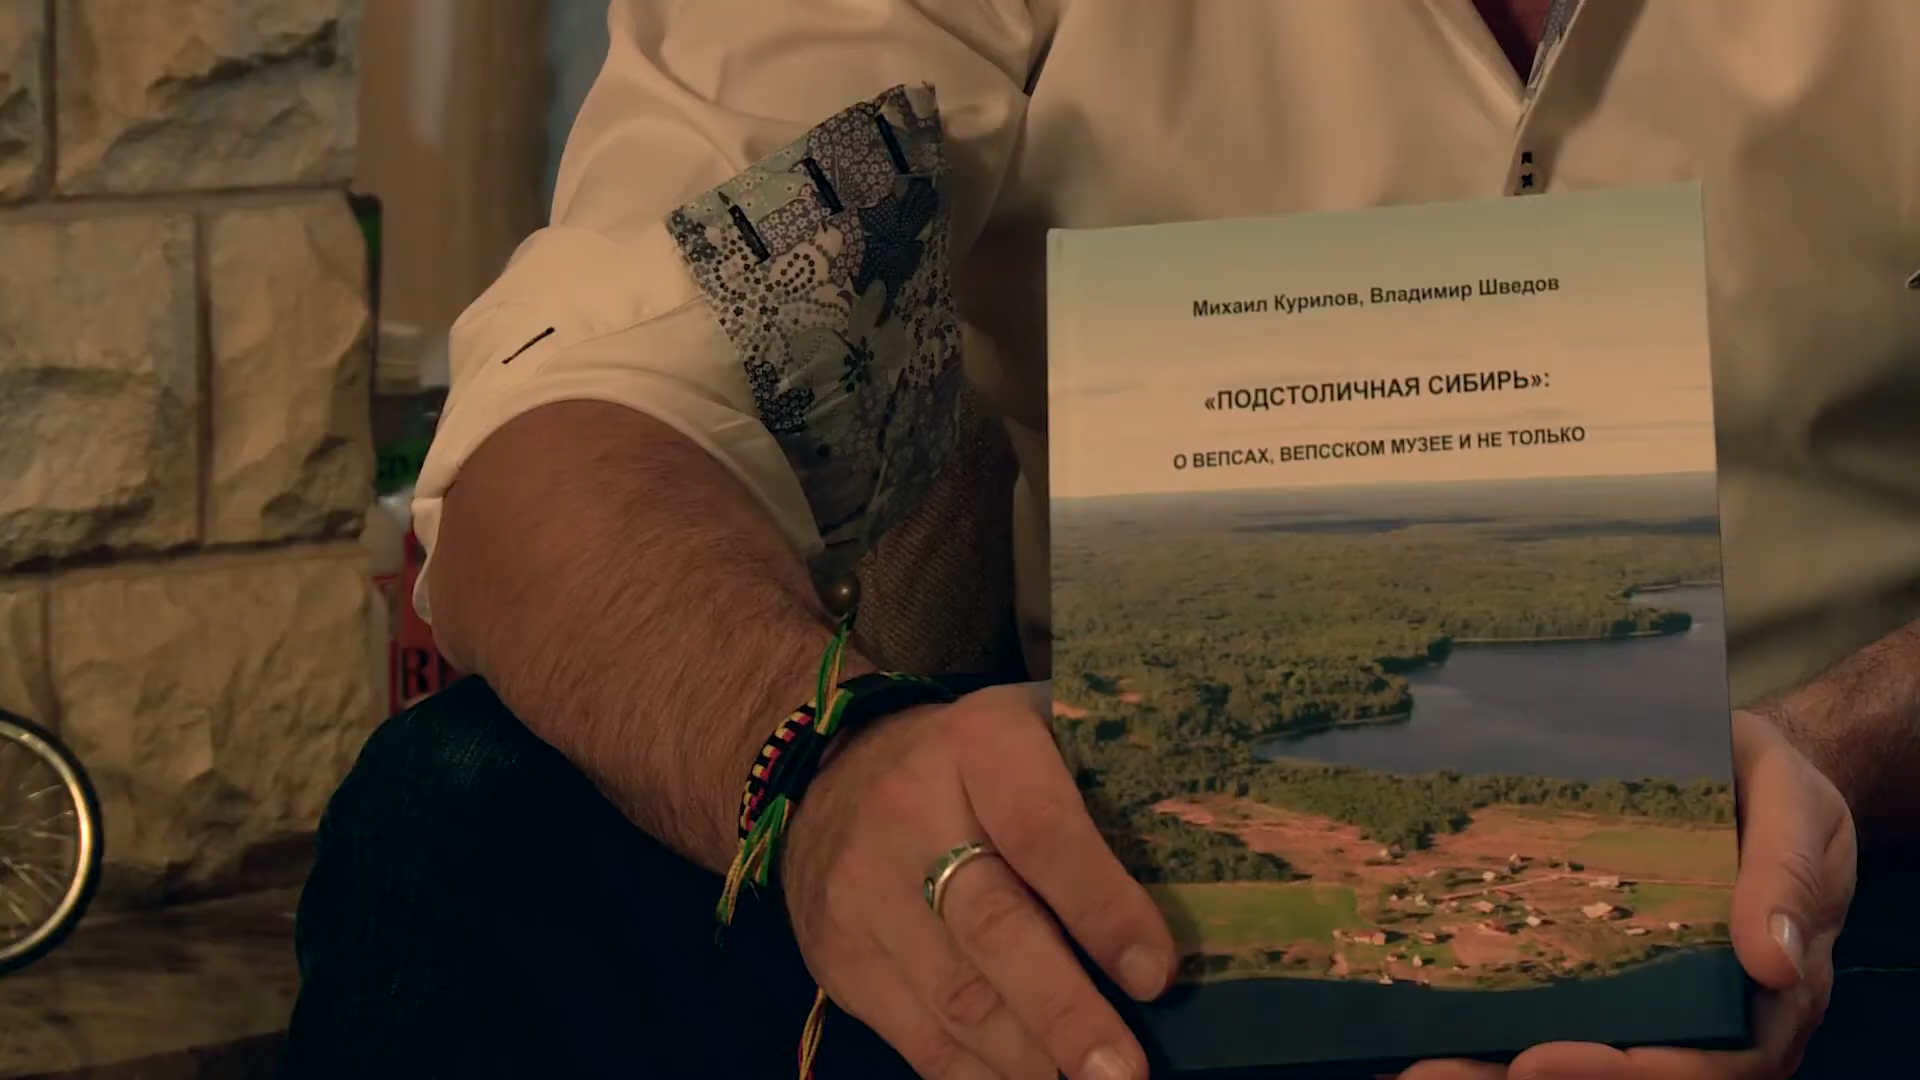 Михаил Курилов, Владимир Шведов
«ПОДСТОЛИЧНАЯ СИБИРЬ»:
О ВЕПСАХ, ВЕПССКОМ МУЗЕЕ И НЕ ТОЛЬКО